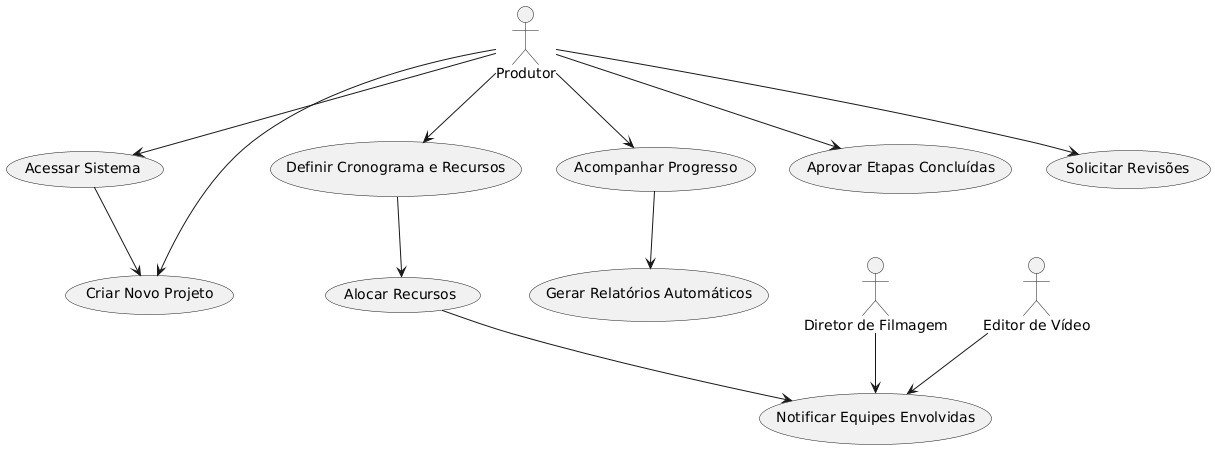 Produtor
Acessar Sistema
Definir Cronograma e Recursos
Acompanhar Progresso
Aprovar Etapas Concluídas
Solicitar Revisões
Criar Novo Projeto
Alocar Recursos
Gerar Relatórios Automáticos
Diretor de Filmagem
Editor de Vídeo
Notificar Equipes Envolvidas